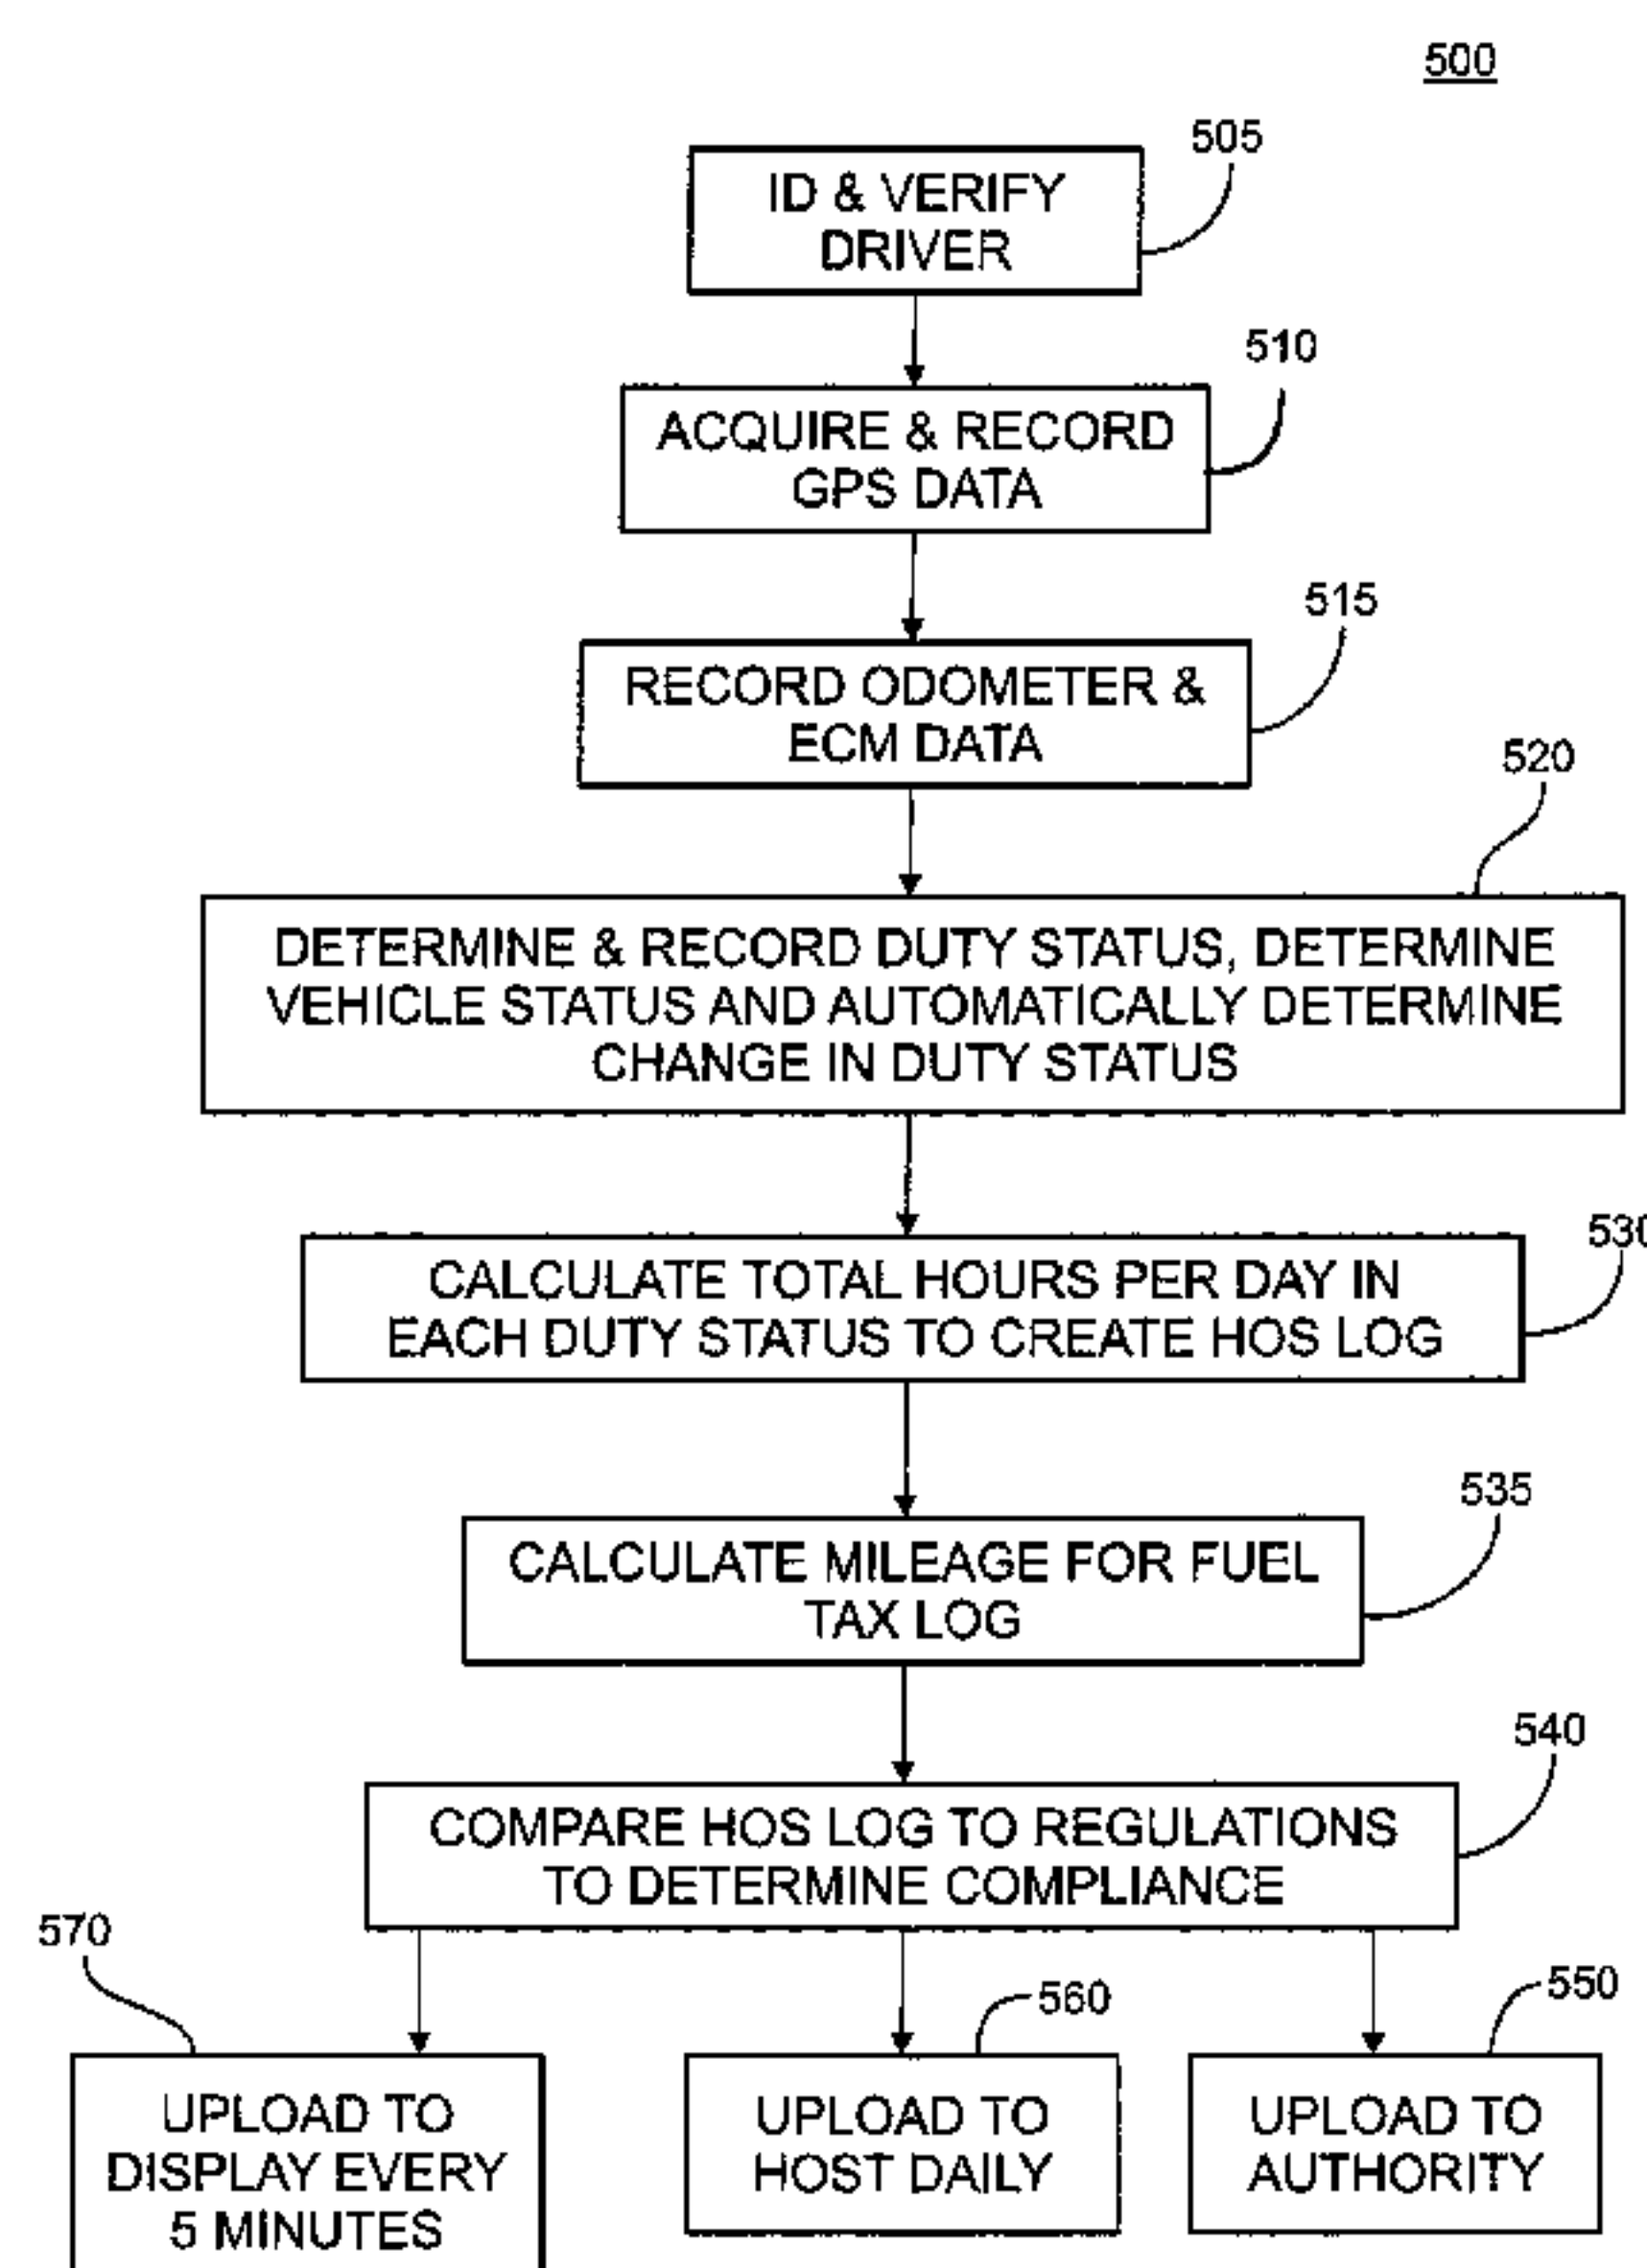 500
505
ID & VERIFY
DRIVER
510
ACQUIRE & RECORD
GPS DATA
515
RECORD ODOMETER &
ECM DATA
520
DETERMINE & RECORD DUTY STATUS, DETERMINE
VEHICLE STATUS AND AUTOMATICALLY DETERMINE
CHANGE IN DUTY STATUS
530
CALCULATE TOTAL HOURS PER DAY IN
EACH DUTY STATUS TO CREATE HOS LOG
535
CALCULATE MILEAGE FOR FUEL
TAX LOG
540
COMPARE HOS LOG TO REGULATIONS
TO DETERMINE COMPLIANCE
570
560
550
UPLOAD TO
DISPLAY EVERY
5 MINUTES
UPLOAD TO
HOST DAILY
UPLOAD TO
AUTHORITY